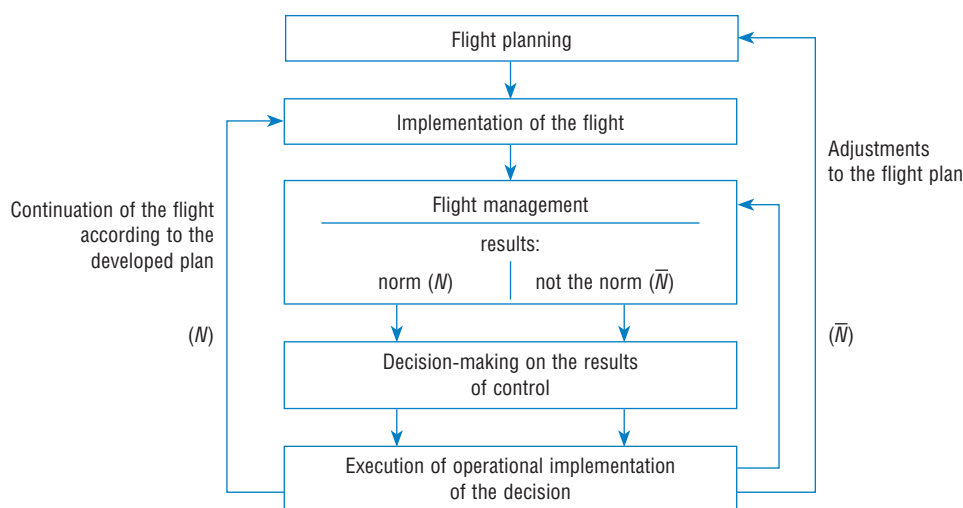 Flight planning
Implementation of the flight
Adjustments
to the flight plan
Continuation of the flight
according to the
developed plan
Flight management
results:
norm (N)
not the norm (N̅)
(N)
(N̅)
Decision-making on the results
of control
Execution of operational implementation
of the decision